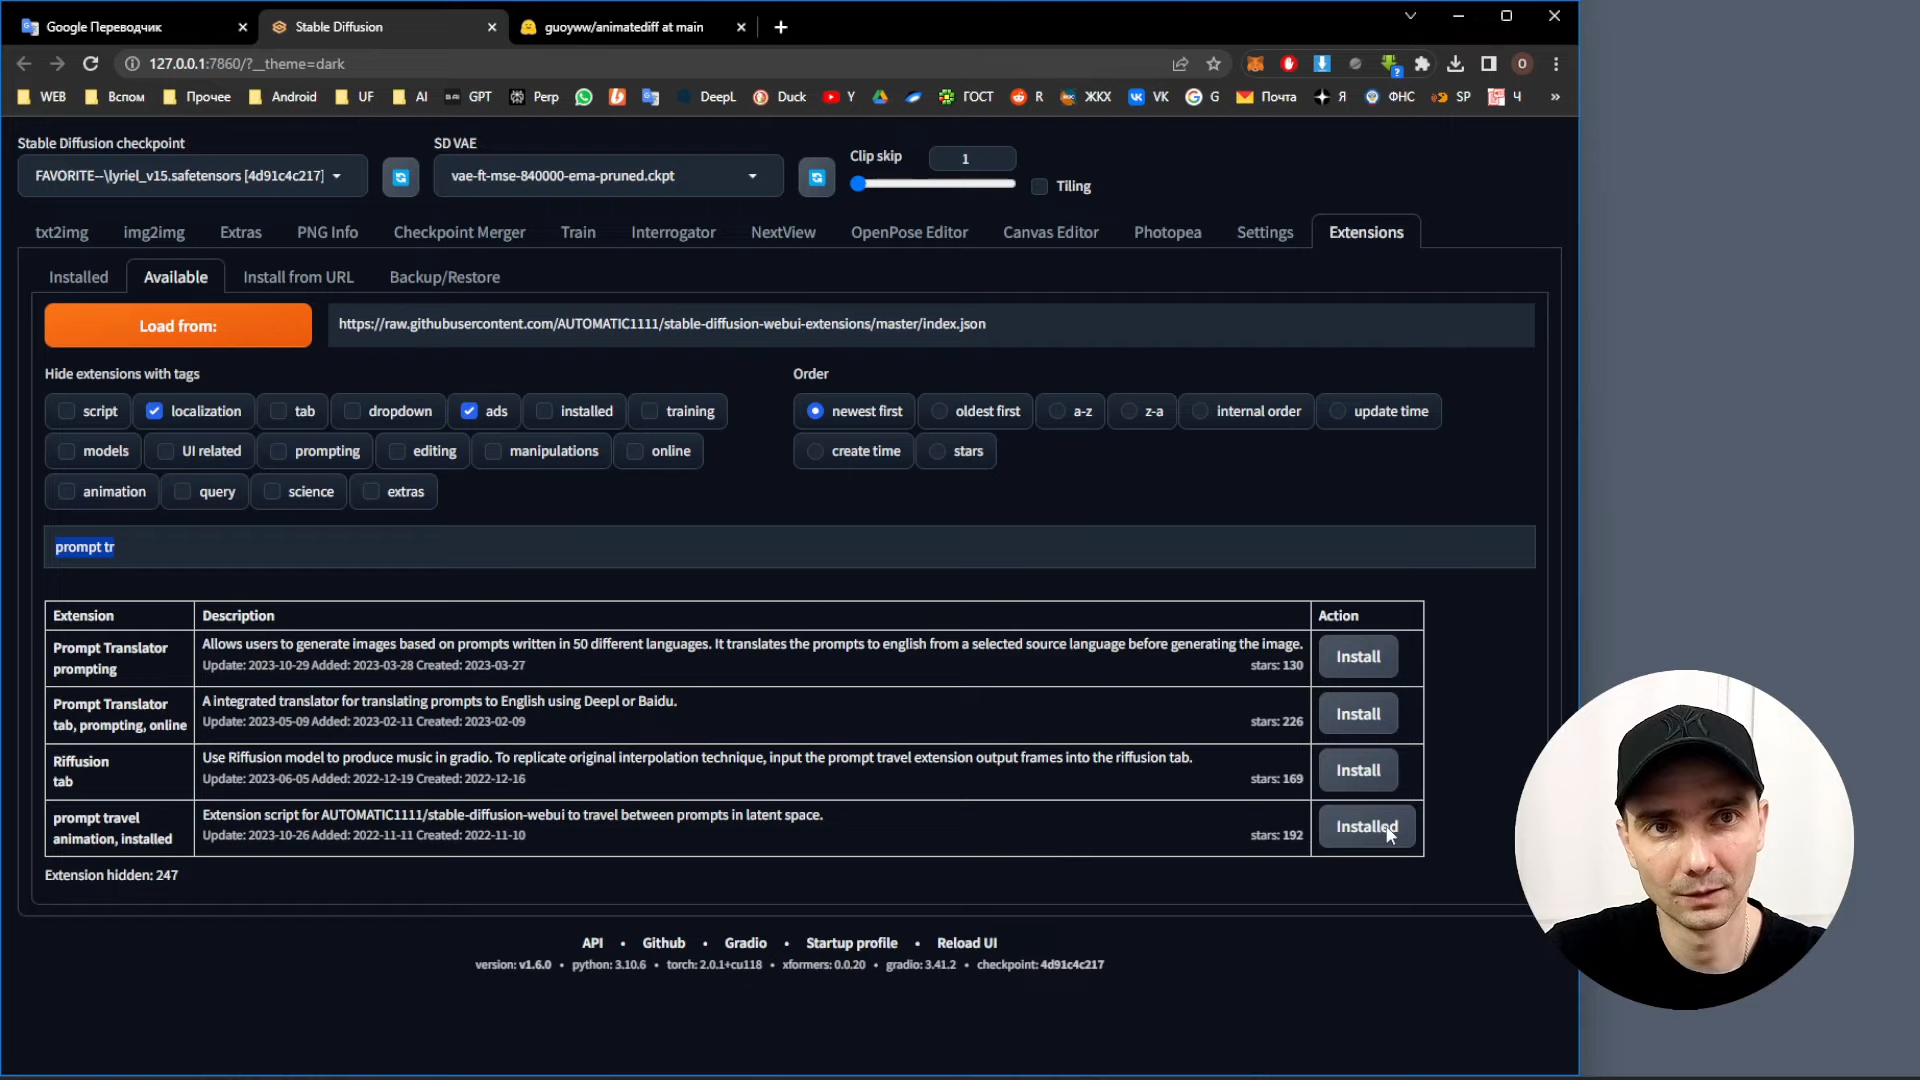 Google Переводчик
Stable Diffusion
guoyww/animatediff at main
127.0.0.1:7860/?__theme=dark
O
WEB Вспом Прочее Android UF AI GPT Perp DeepL Duck Y ГОСТ R ЖКХ VK G Почта Я ФНС SP Ч »
Stable Diffusion checkpoint
FAVORITE--\lyriel_v15.safetensors [4d91c4c217]
SD VAE
vae-ft-mse-840000-ema-pruned.ckpt
Clip skip
1
Tiling
txt2img img2img Extras PNG Info Checkpoint Merger Train Interrogator NextView OpenPose Editor Canvas Editor Photopea Settings Extensions
Installed Available Install from URL Backup/Restore
Load from:
https://raw.githubusercontent.com/AUTOMATIC1111/stable-diffusion-webui-extensions/master/index.json
Hide extensions with tags
script localization tab dropdown ads installed training
models UI related prompting editing manipulations online
animation query science extras
Order
newest first oldest first a-z z-a internal order update time
create time stars
prompt tr
Extension Description Action
Prompt Translator
prompting
Allows users to generate images based on prompts written in 50 different languages. It translates the prompts to english from a selected source language before generating the image.
Update: 2023-10-29 Added: 2023-03-28 Created: 2023-03-27 stars: 130
Install
Prompt Translator
tab, prompting, online
A integrated translator for translating prompts to English using Deepl or Baidu.
Update: 2023-05-09 Added: 2023-02-11 Created: 2023-02-09 stars: 226
Install
Riffusion
tab
Use Riffusion model to produce music in gradio. To replicate original interpolation technique, input the prompt travel extension output frames into the riffusion tab.
Update: 2023-06-05 Added: 2022-12-19 Created: 2022-12-16 stars: 169
Install
prompt travel
animation, installed
Extension script for AUTOMATIC1111/stable-diffusion-webui to travel between prompts in latent space.
Update: 2023-10-26 Added: 2022-11-11 Created: 2022-11-10 stars: 192
Installed
Extension hidden: 247
API • Github • Gradio • Startup profile • Reload UI
version: v1.6.0 • python: 3.10.6 • torch: 2.0.1+cu118 • xformers: 0.0.20 • gradio: 3.41.2 • checkpoint: 4d91c4c217